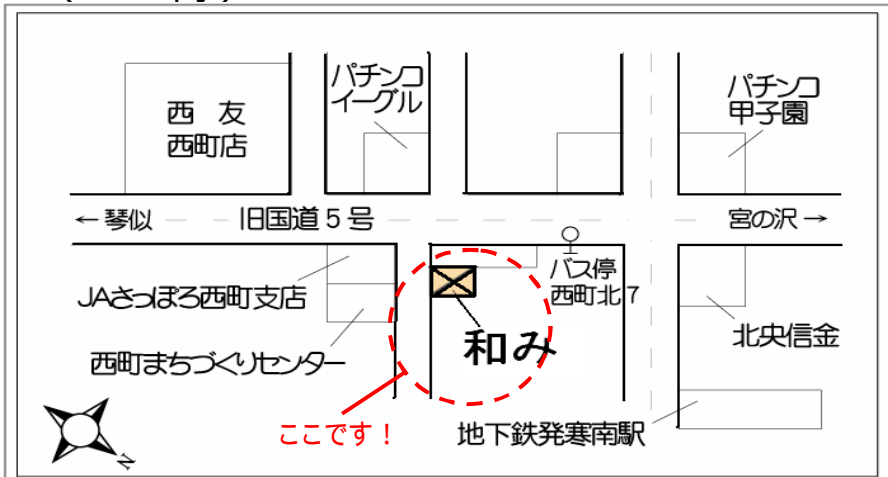 西 友
西町店
パチンコ
イーグル
パチンコ
甲子園
← 琴似
旧国道5号
宮の沢 →
バス停
西町北7
JAさっぽろ西町支店
西町まちづくりセンター
和み
北央信金
ここです！
地下鉄発寒南駅
N